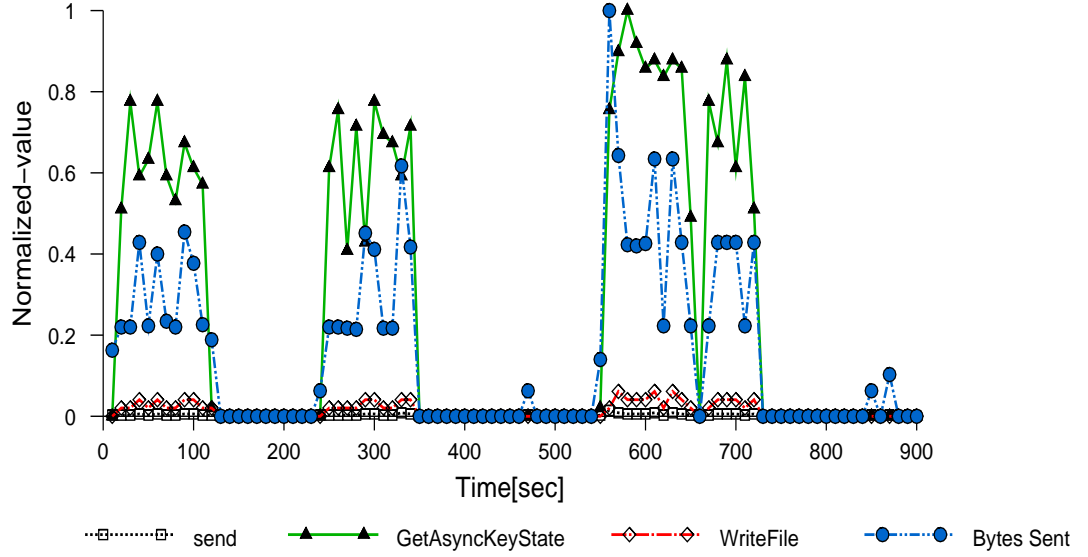 1
0.8
0.6
0.4
0.2
0
Normalized-value
0 100 200 300 400 500 600 700 800 900
Time[sec]
send GetAsyncKeyState WriteFile Bytes Sent